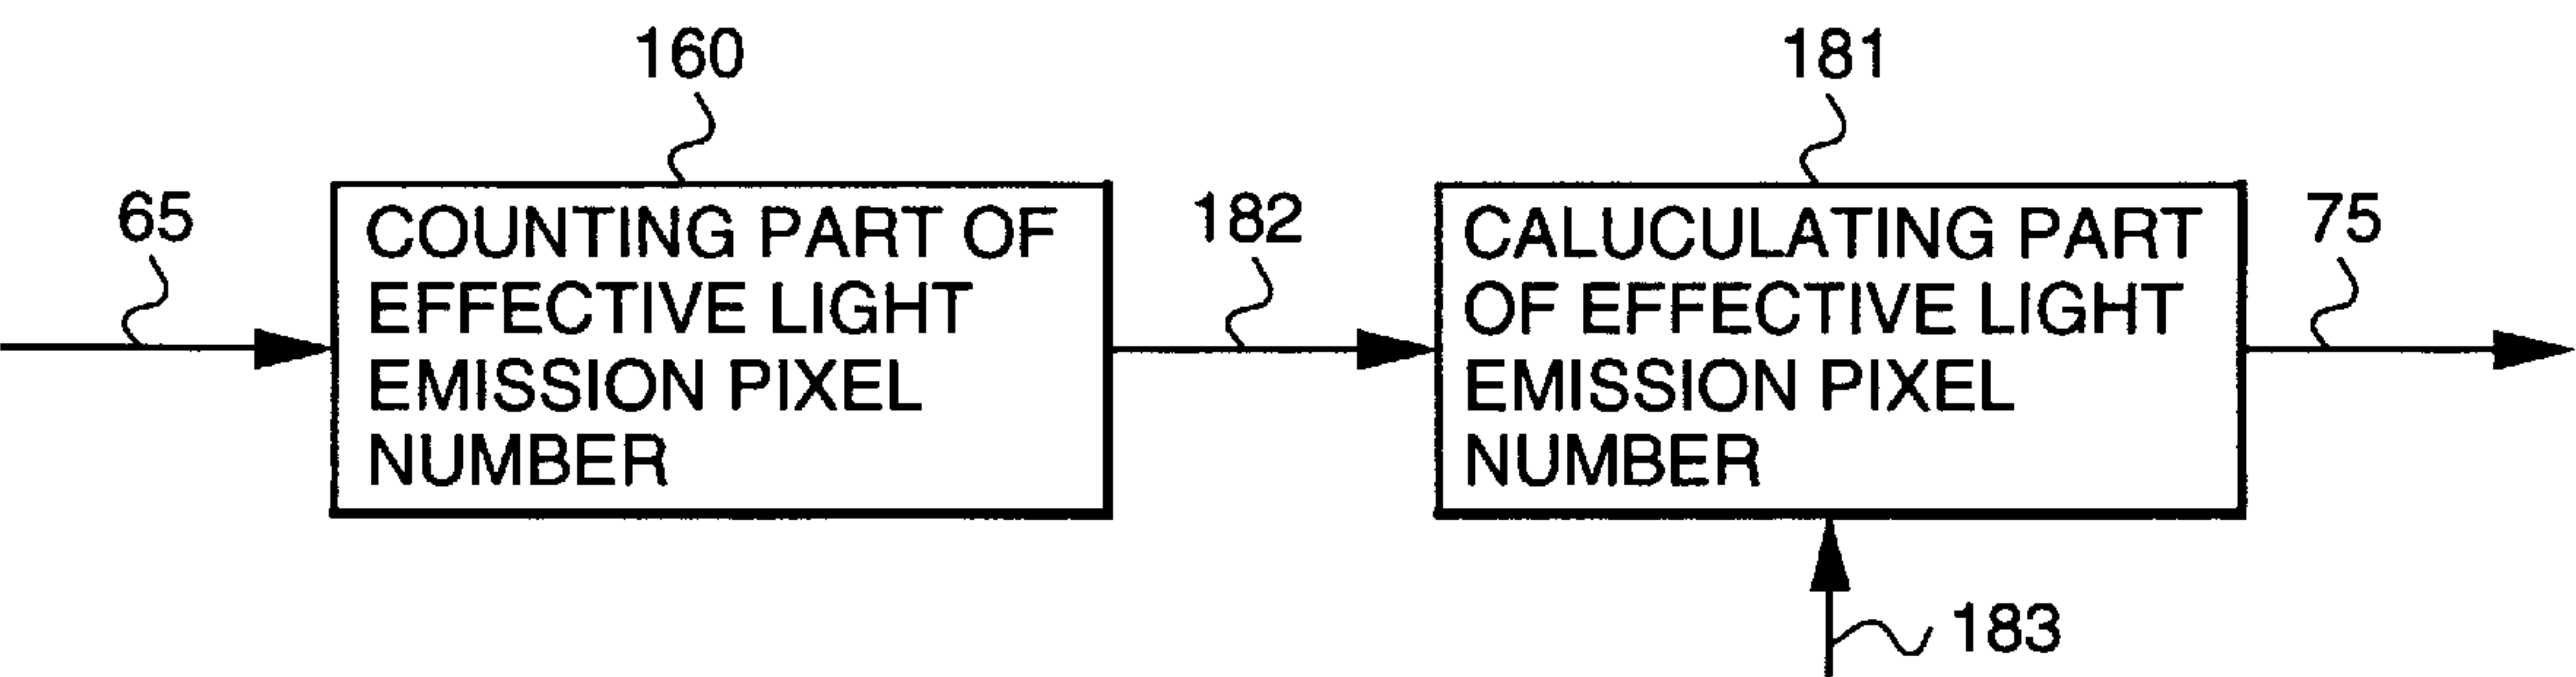 160
181
65
182
75
COUNTING PART OF
EFFECTIVE LIGHT
EMISSION PIXEL
NUMBER
CALUCULATING PART
OF EFFECTIVE LIGHT
EMISSION PIXEL
NUMBER
183